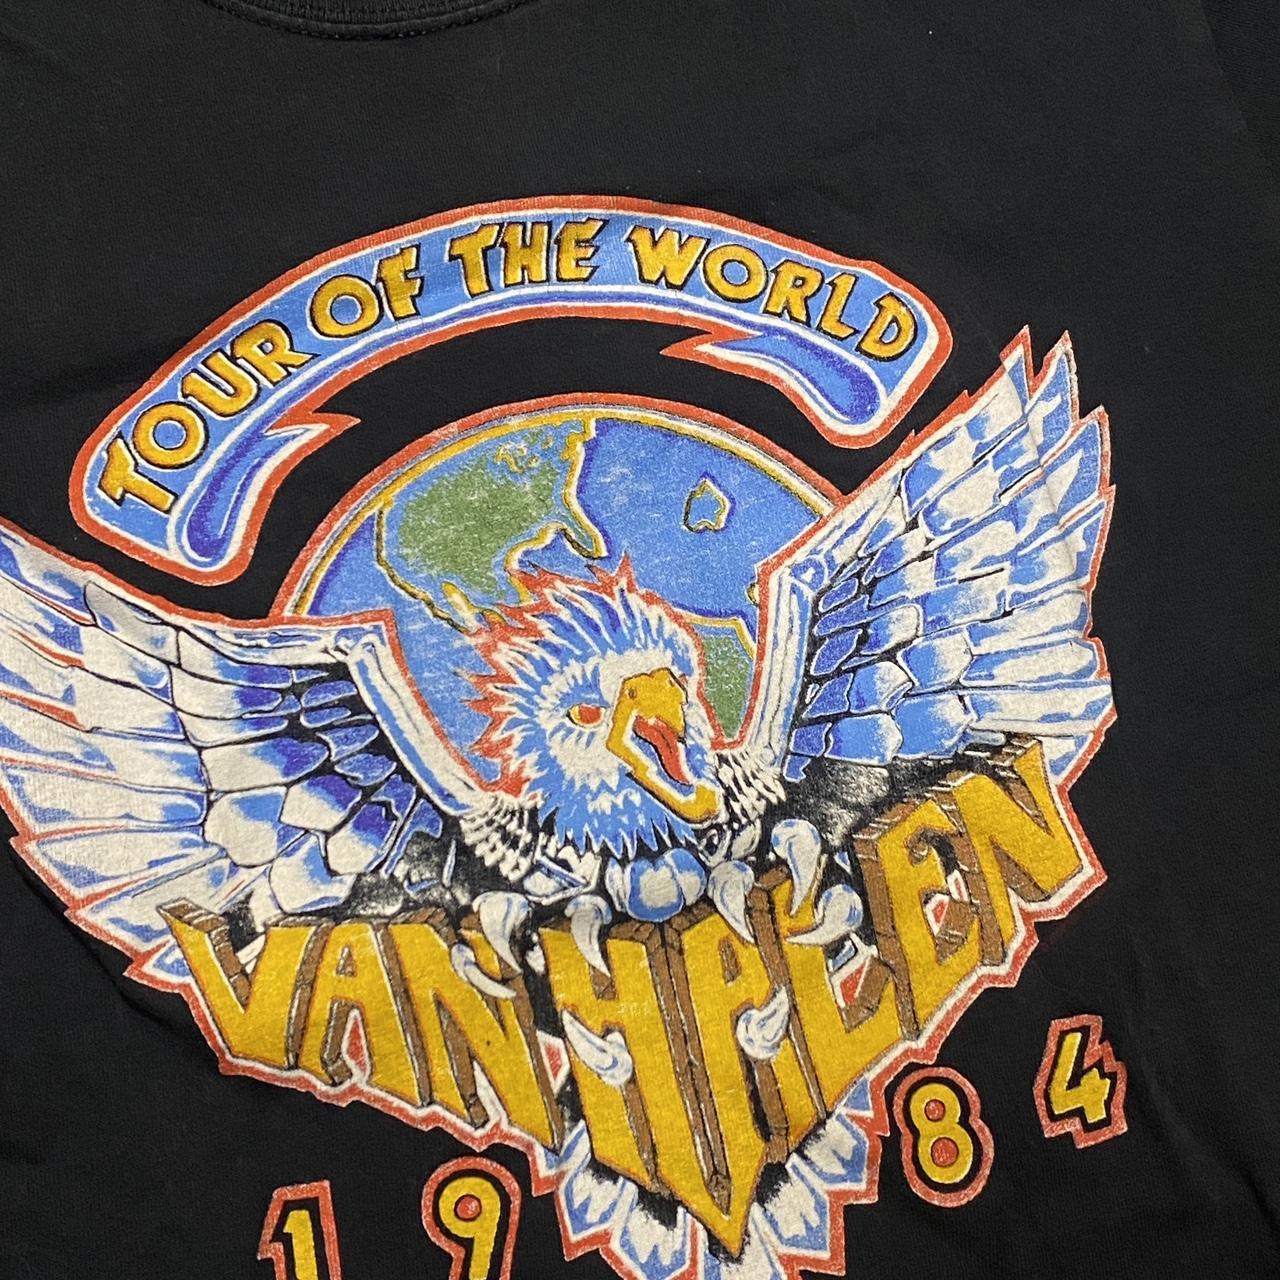 TOUR OF THE WORLD
VAN HALEN
1984